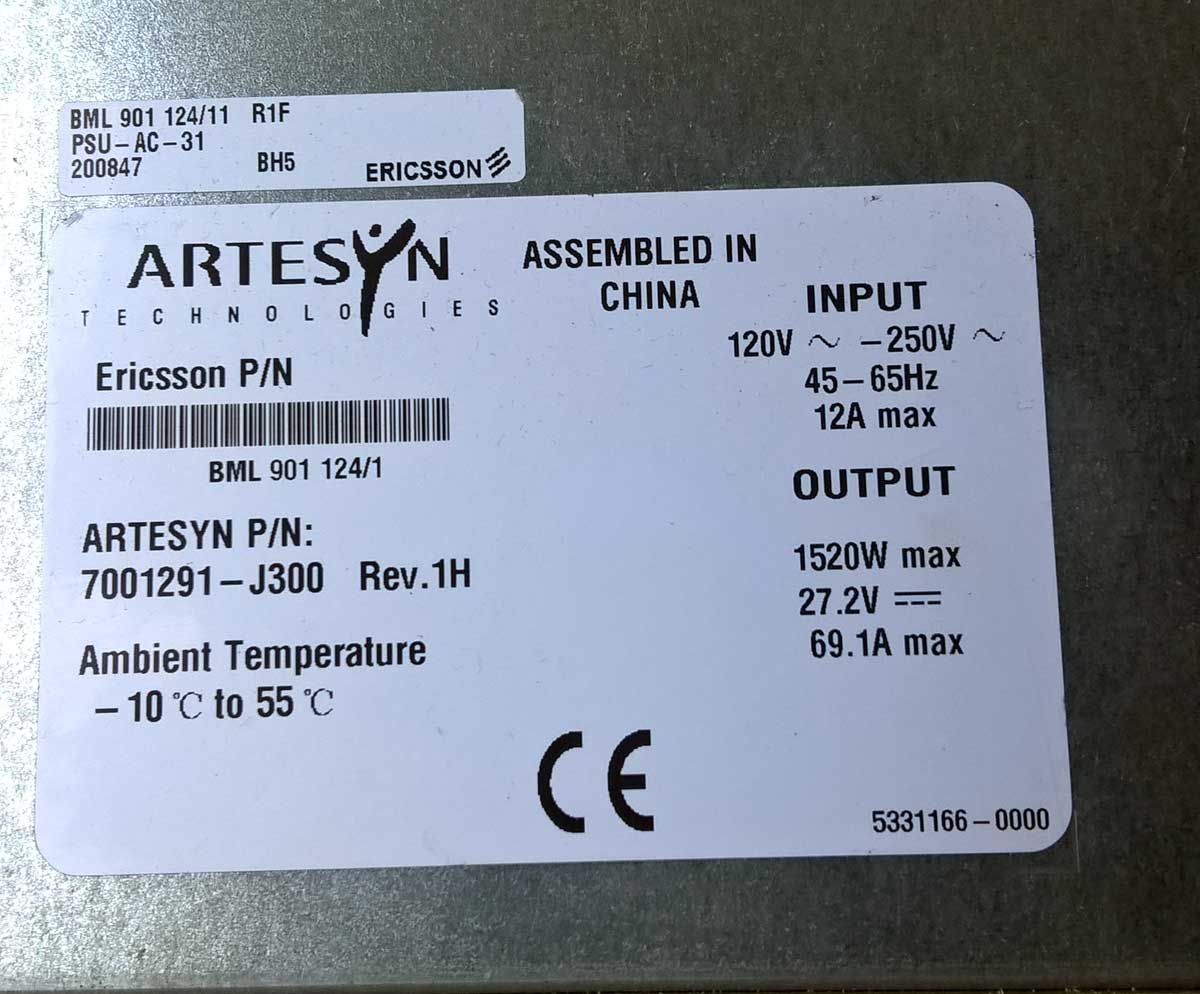 BML 901 124/11 R1F
PSU-AC-31
200847 BH5 ERICSSON
ARTESYN
TECHNOLOGIES
ASSEMBLED IN
CHINA
Ericsson P/N
BML 901 124/1
ARTESYN P/N:
7001291-J300 Rev.1H
Ambient Temperature
-10℃ to 55℃
INPUT
120V ~ -250V ~
45-65Hz
12A max
OUTPUT
1520W max
27.2V ⎓
69.1A max
CE
5331166-0000